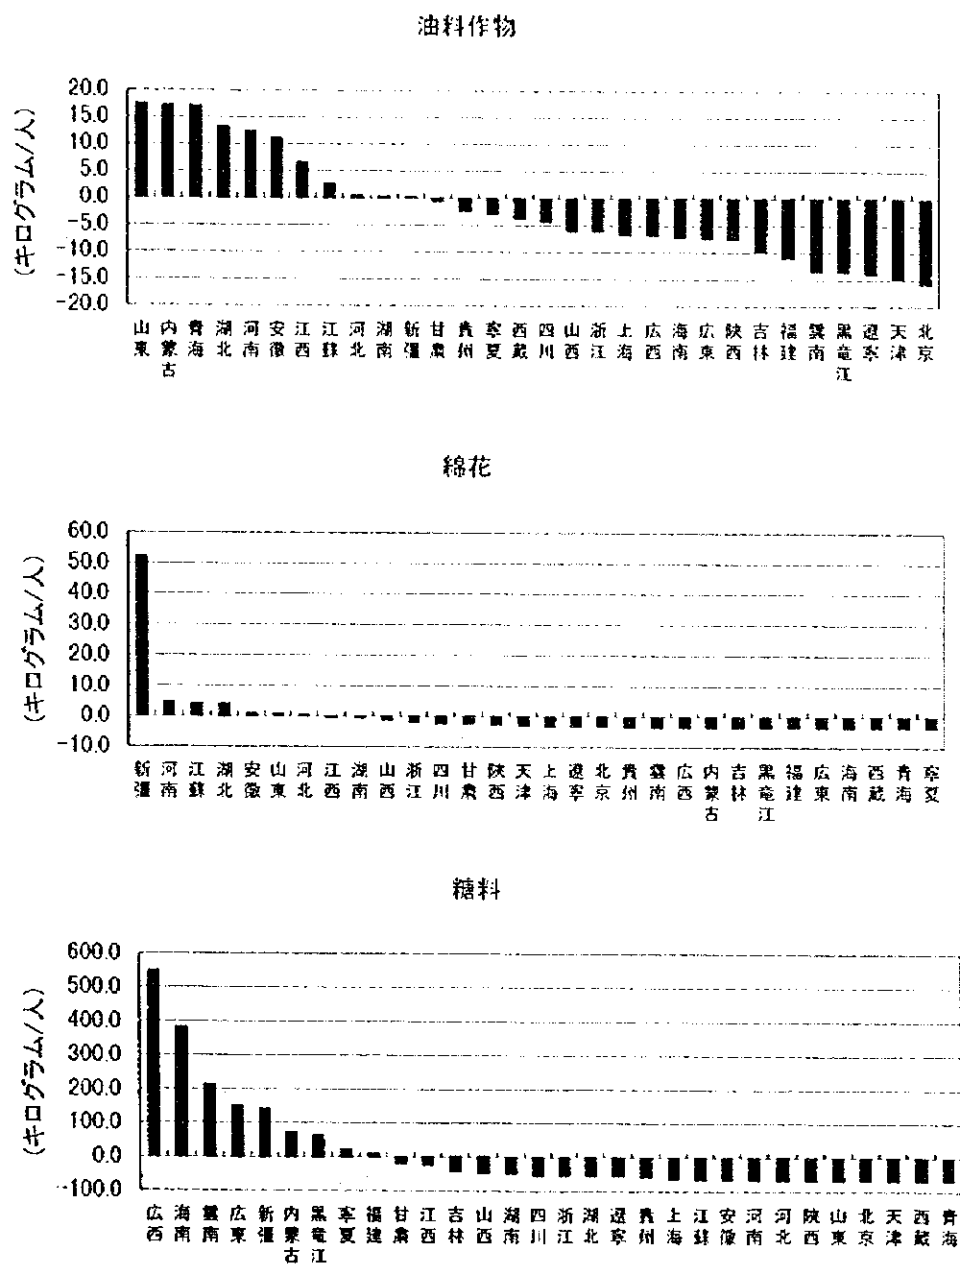 油料作物
(キログラム/人)
20.0
15.0
10.0
5.0
0.0
-5.0
-10.0
-15.0
-20.0
山東 内蒙古 青海 湖北 河南 安徽 江西 江蘇 河北 湖南 新疆 甘粛 貴州 寧夏 西蔵 四川 山西 浙江 上海 広西 海南 広東 陝西 吉林 福建 雲南 黒竜江 遼寧 天津 北京
綿花
(キログラム/人)
60.0
50.0
40.0
30.0
20.0
10.0
0.0
-10.0
新疆 河南 江蘇 湖北 安徽 山東 河北 江西 湖南 山西 浙江 四川 甘粛 陝西 天津 上海 遼寧 北京 貴州 雲南 広西 内蒙古 吉林 黒竜江 福建 広東 海南 西蔵 青海 寧夏
糖料
(キログラム/人)
600.0
500.0
400.0
300.0
200.0
100.0
0.0
-100.0
広西 海南 雲南 広東 新疆 内蒙古 黒竜江 寧夏 福建 甘粛 江西 吉林 山西 湖南 四川 浙江 湖北 遼寧 貴州 上海 江蘇 安徽 河南 河北 陝西 山東 北京 天津 西蔵 青海